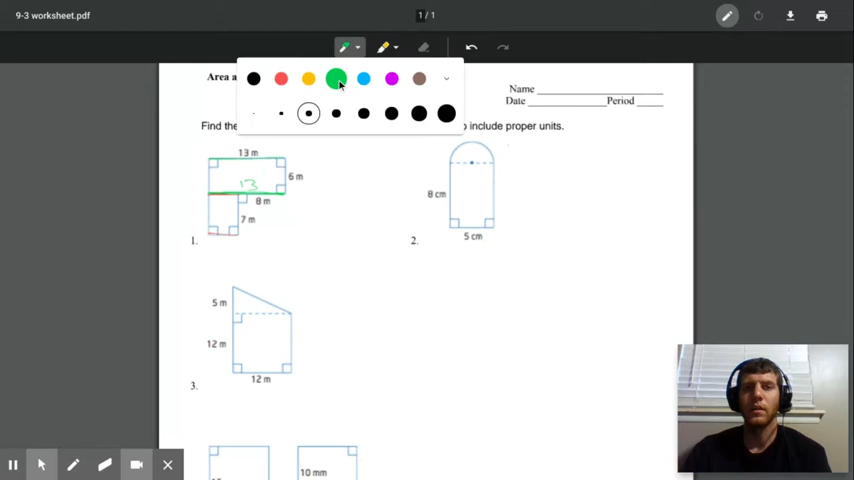 9-3 worksheet.pdf
1 / 1
Area a
Name
Date Period
Find the
o include proper units.
13 m
6 m
13
8 m
7 m
1.
8 cm
5 cm
2.
5 m
12 m
12 m
3.
10 mm